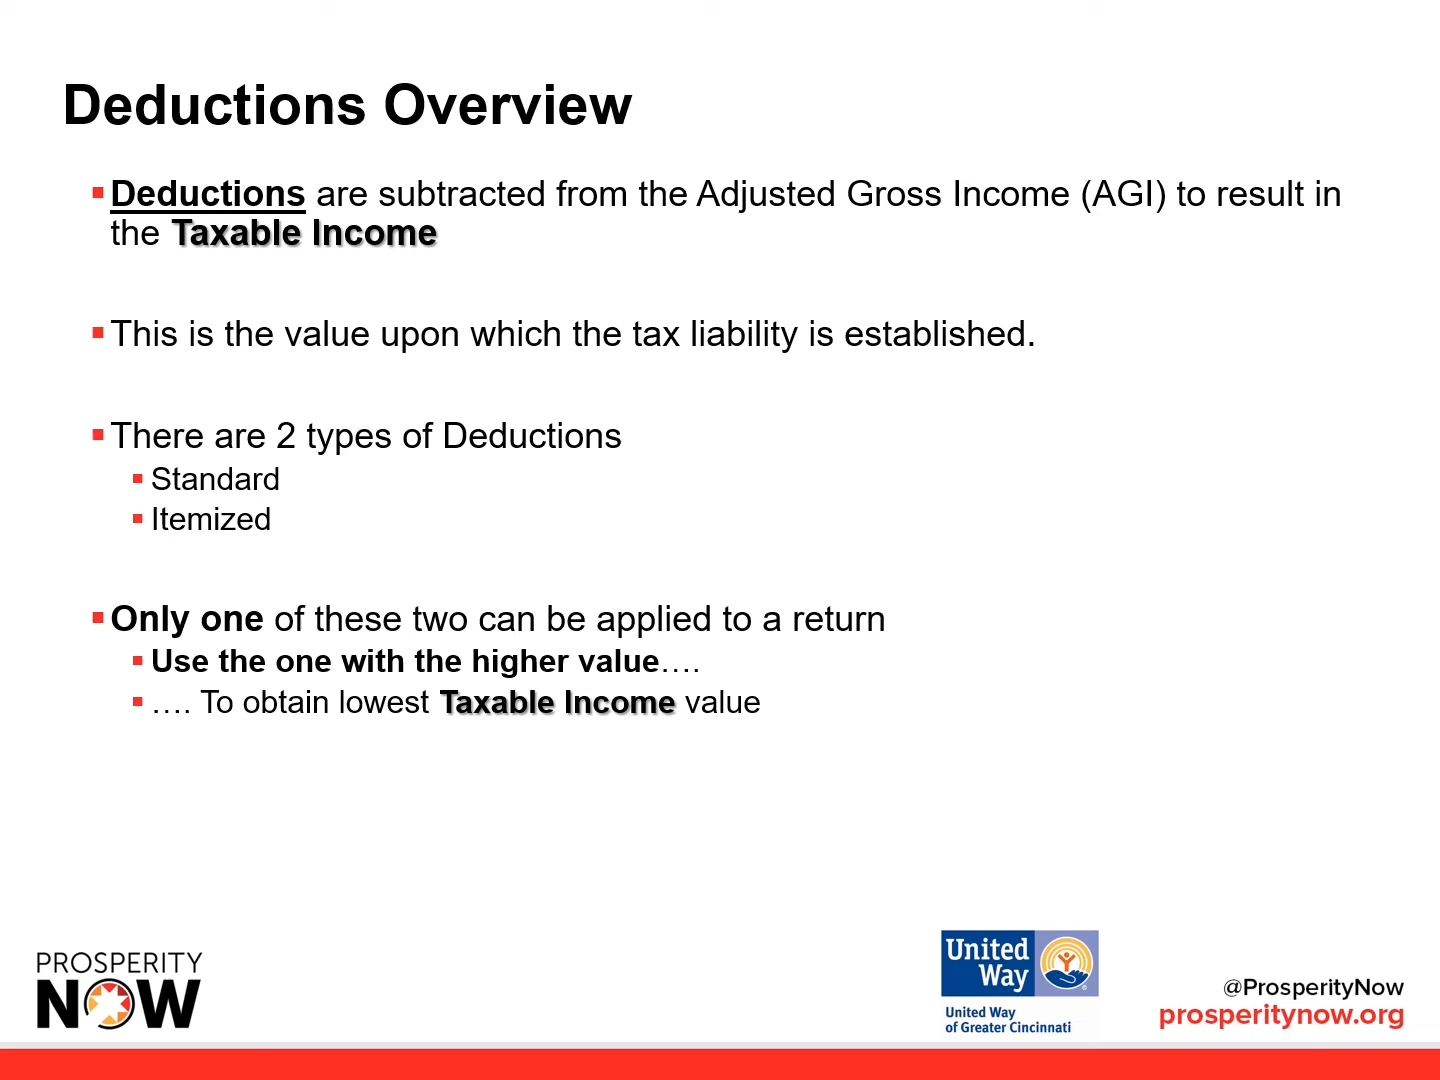 Deductions Overview
Deductions are subtracted from the Adjusted Gross Income (AGI) to result in
the Taxable Income
This is the value upon which the tax liability is established.
There are 2 types of Deductions
Standard
Itemized
Only one of these two can be applied to a return
Use the one with the higher value….
…. To obtain lowest Taxable Income value
PROSPERITY
NOW
United
Way
®
United Way
of Greater Cincinnati
@ProsperityNow
prosperitynow.org